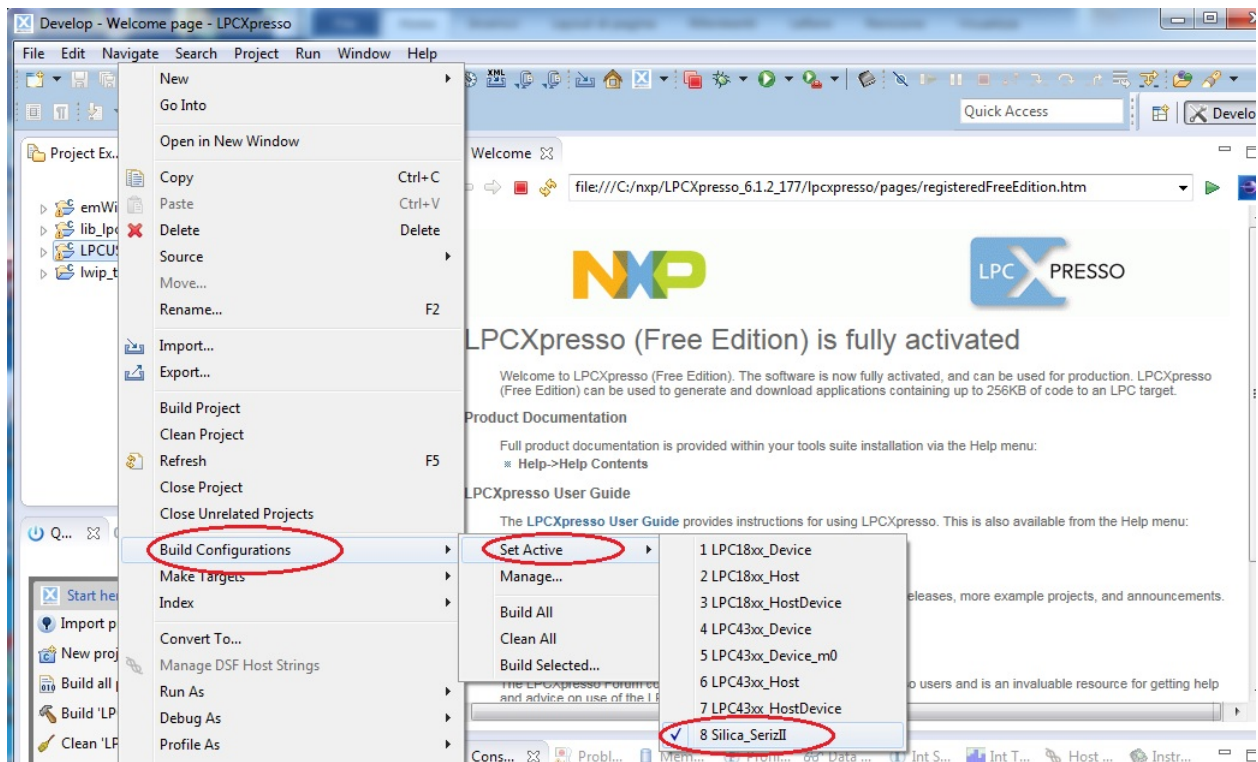 Develop - Welcome page - LPCXpresso
File Edit Navigate Search Project Run Window Help
Quick Access
Develo
Project Ex...
emWi
lib_lpc
LPCUS
lwip_t
New
Go Into
Open in New Window
Copy Ctrl+C
Paste Ctrl+V
Delete Delete
Source
Move...
Rename... F2
Import...
Export...
Build Project
Clean Project
Refresh F5
Close Project
Close Unrelated Projects
Build Configurations
Make Targets
Index
Convert To...
Manage DSF Host Strings
Run As
Debug As
Profile As
Set Active
Manage...
Build All
Clean All
Build Selected...
1 LPC18xx_Device
2 LPC18xx_Host
3 LPC18xx_HostDevice
4 LPC43xx_Device
5 LPC43xx_Device_m0
6 LPC43xx_Host
7 LPC43xx_HostDevice
8 Silica_SerizII
Welcome
file:///C:/nxp/LPCXpresso_6.1.2_177/lpcxpresso/pages/registeredFreeEdition.htm
NXP
LPC XPRESSO
LPCXpresso (Free Edition) is fully activated
Welcome to LPCXpresso (Free Edition). The software is now fully activated, and can be used for production. LPCXpresso
(Free Edition) can be used to generate and download applications containing up to 256KB of code to an LPC target.
Product Documentation
Full product documentation is provided within your tools suite installation via the Help menu:
Help->Help Contents
LPCXpresso User Guide
The LPCXpresso User Guide provides instructions for using LPCXpresso. This is also available from the Help menu:
eleases, more example projects, and announcements.
The LPCXpresso Forum co
o users and is an invaluable resource for getting help
and advice on use of the
Q...
Start he
Import p
New proj
Build all
Build 'LP
Clean 'LP
Cons... Probl... Mem... Data ... Int S... Int T... Host ... Instr...